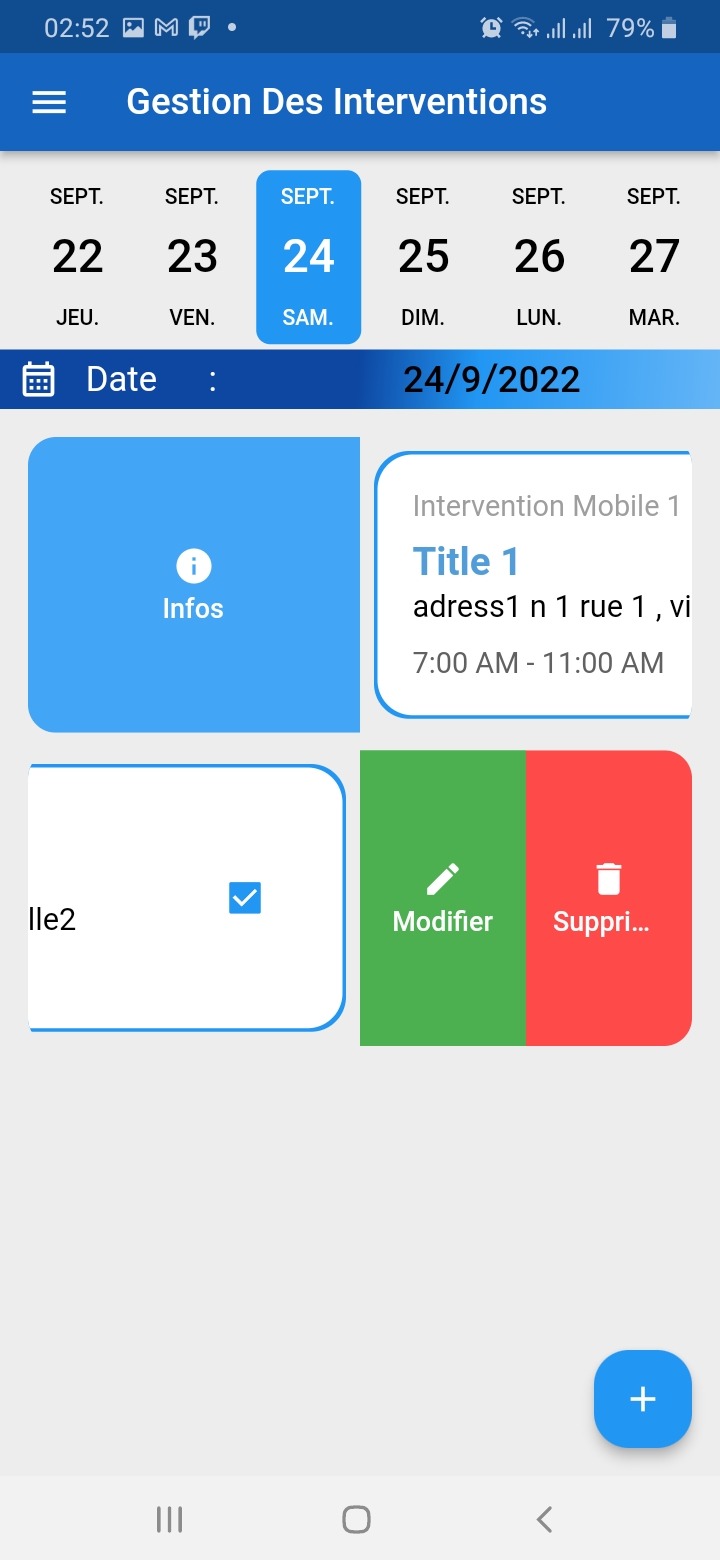 02:52
79%
Gestion Des Interventions
SEPT. SEPT. SEPT. SEPT. SEPT. SEPT.
22 23 24 25 26 27
JEU. VEN. SAM. DIM. LUN. MAR.
Date : 24/9/2022
Infos
Intervention Mobile 1
Title 1
adress1 n 1 rue 1 , vi
7:00 AM - 11:00 AM
lle2
Modifier
Suppri...